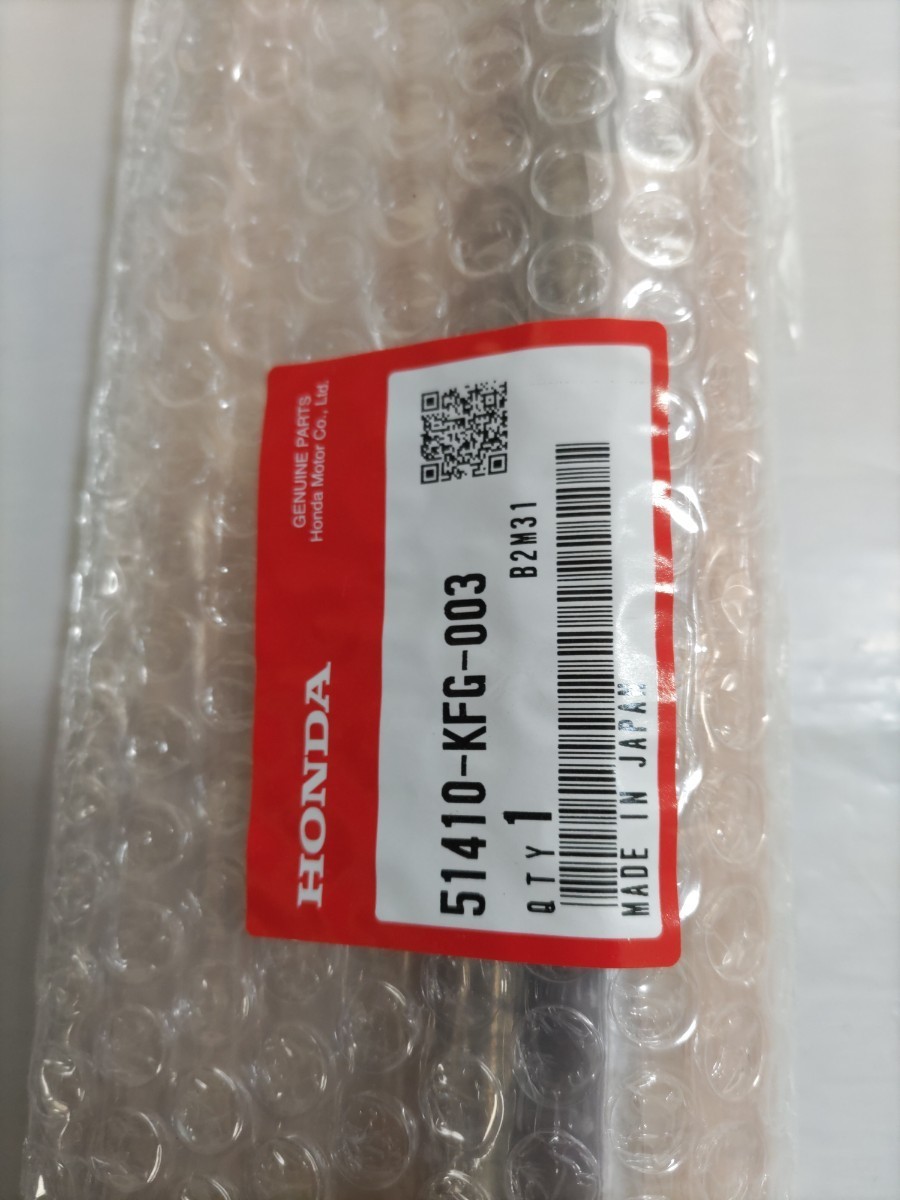 HONDA
GENUINE PARTS
Honda Motor Co., Ltd.
51410-KFG-003
QTY 1
B2M31
MADE IN JAPAN